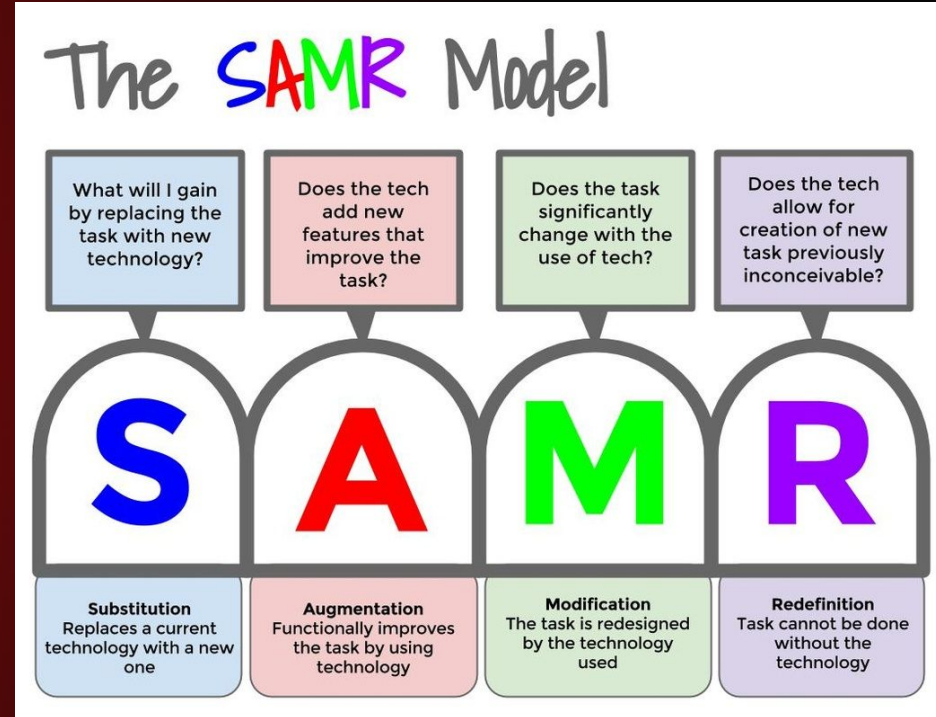 The SAMR Model
What will I gain
by replacing the
task with new
technology?
Does the tech
add new
features that
improve the
task?
Does the task
significantly
change with the
use of tech?
Does the tech
allow for
creation of new
task previously
inconceivable?
S
A
M
R
Substitution
Replaces a current
technology with a new
one
Augmentation
Functionally improves
the task by using
technology
Modification
The task is redesigned
by the technology
used
Redefinition
Task cannot be done
without the
technology